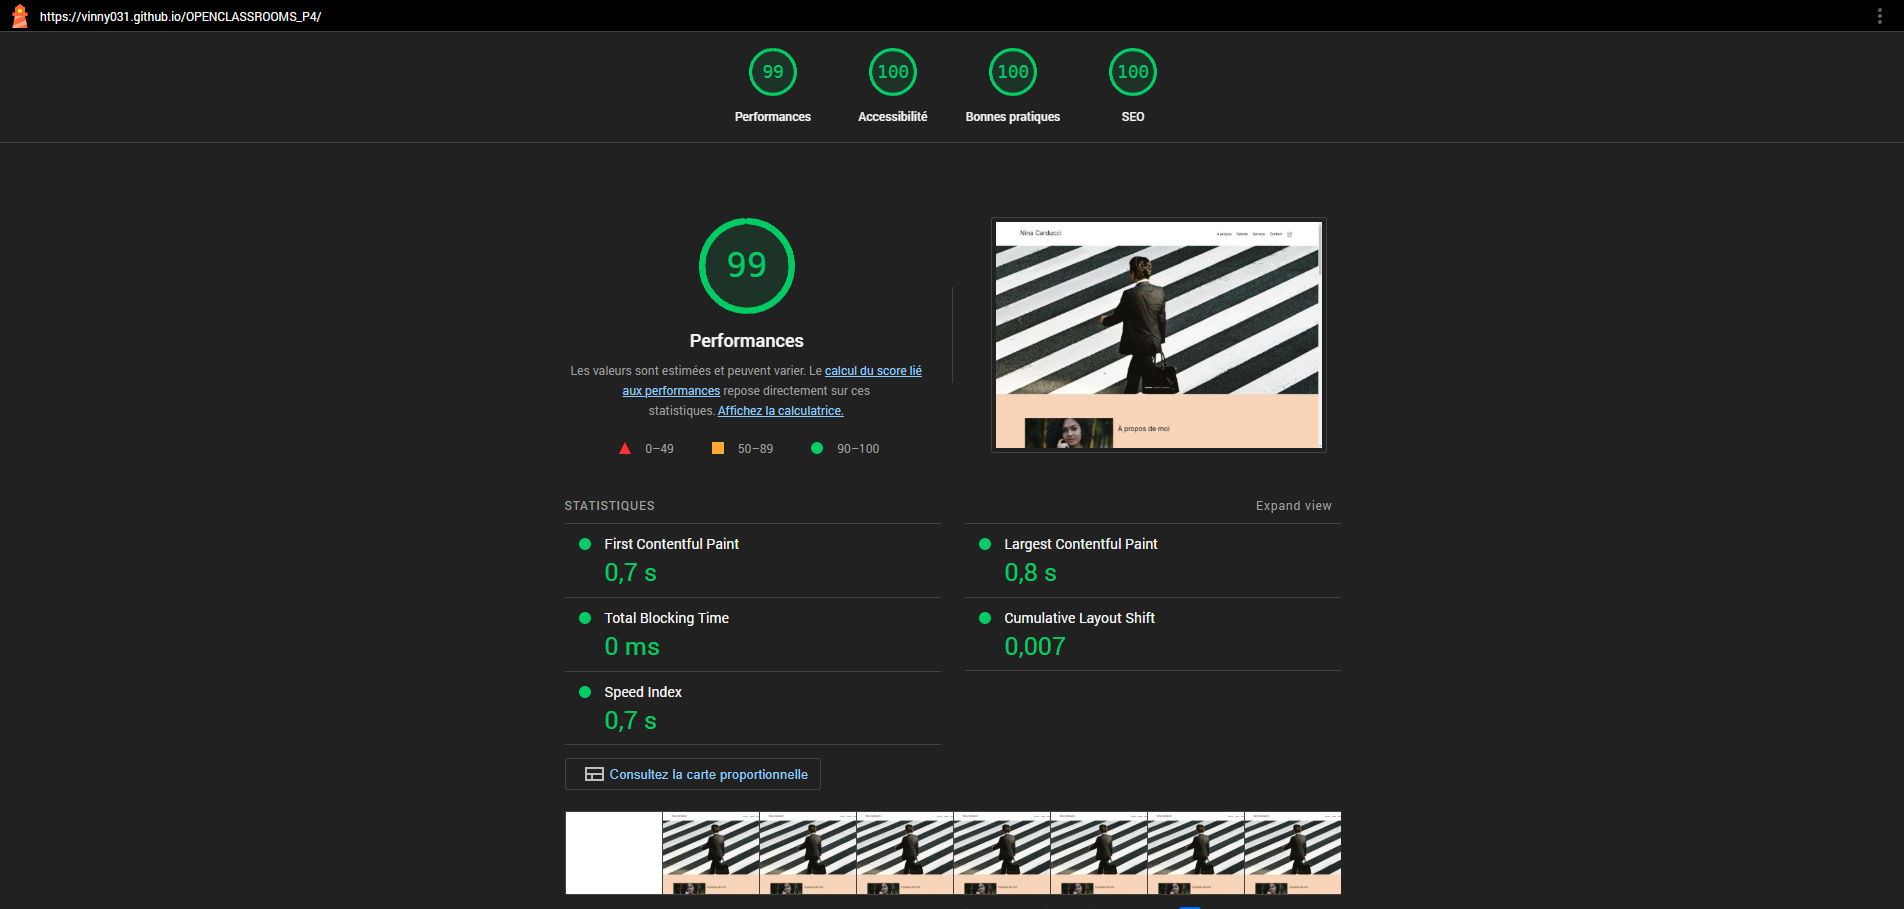 https://vinny031.github.io/OPENCLASSROOMS_P4/
99
100
100
100
Performances
Accessibilité
Bonnes pratiques
SEO
99
Performances
Les valeurs sont estimées et peuvent varier. Le calcul du score lié
aux performances repose directement sur ces
statistiques. Affichez la calculatrice.
0–49
50–89
90–100
Nina Carducci
À propos Galerie Service Contact
À propos de moi
STATISTIQUES
Expand view
First Contentful Paint
0,7 s
Largest Contentful Paint
0,8 s
Total Blocking Time
0 ms
Cumulative Layout Shift
0,007
Speed Index
0,7 s
Consultez la carte proportionnelle